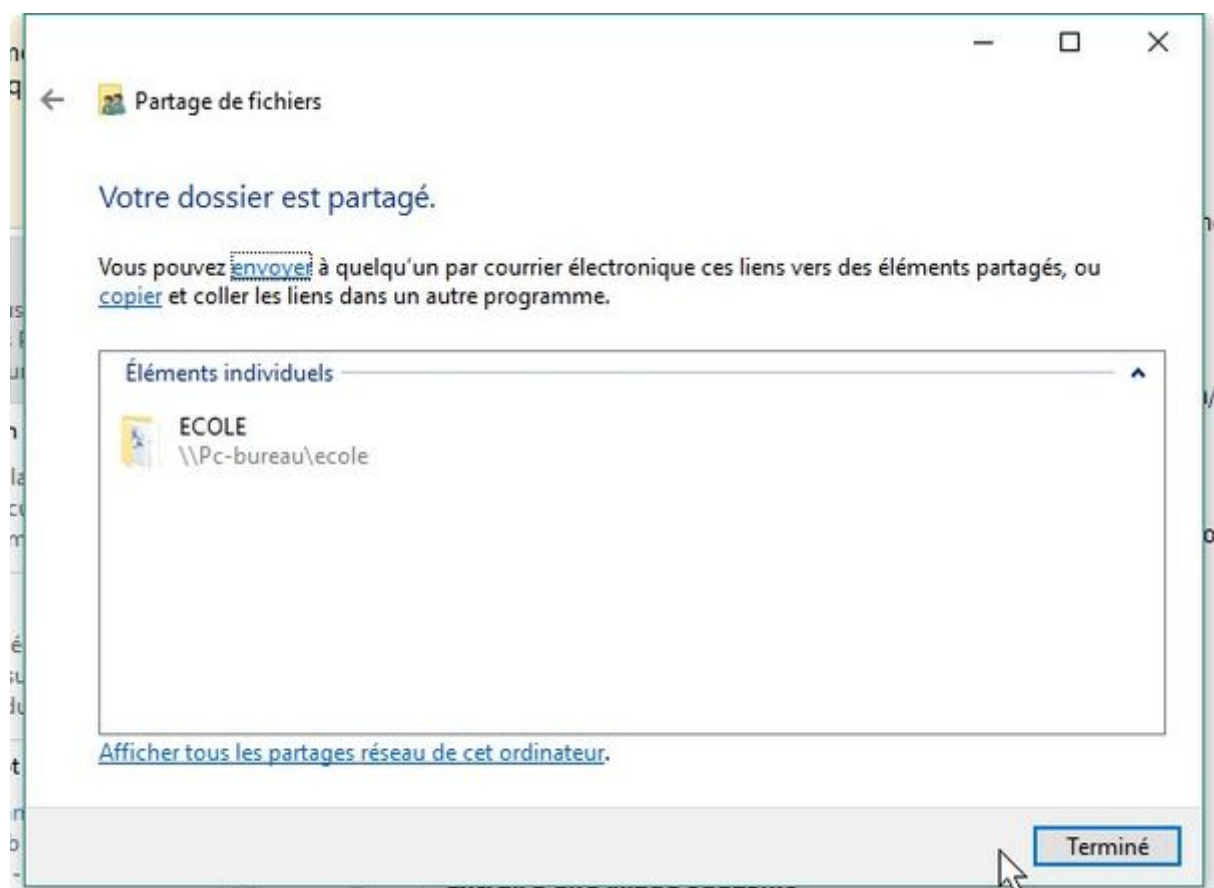 Partage de fichiers
Votre dossier est partagé.
Vous pouvez envoyer à quelqu'un par courrier électronique ces liens vers des éléments partagés, ou
copier et coller les liens dans un autre programme.
Éléments individuels
ECOLE
\\Pc-bureau\ecole
Afficher tous les partages réseau de cet ordinateur.
Terminé